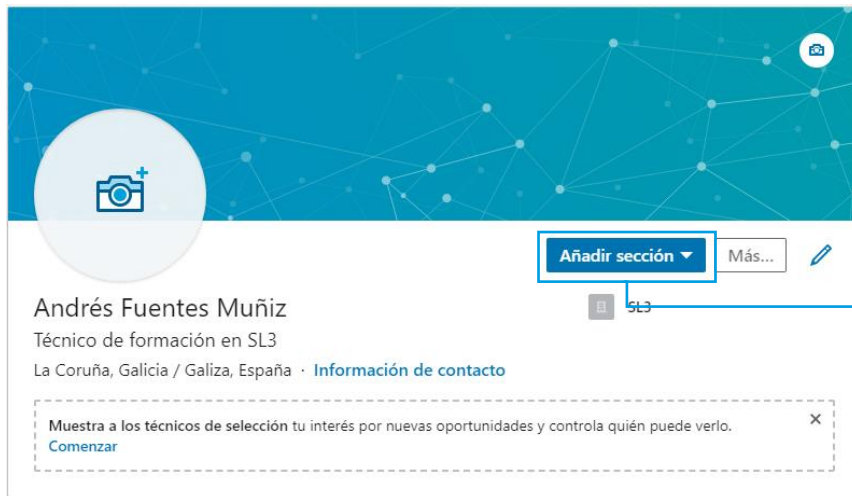 Añadir sección
Más...
Andrés Fuentes Muñiz
SL3
Técnico de formación en SL3
La Coruña, Galicia / Galiza, España · Información de contacto
Muestra a los técnicos de selección tu interés por nuevas oportunidades y controla quién puede verlo.
Comenzar